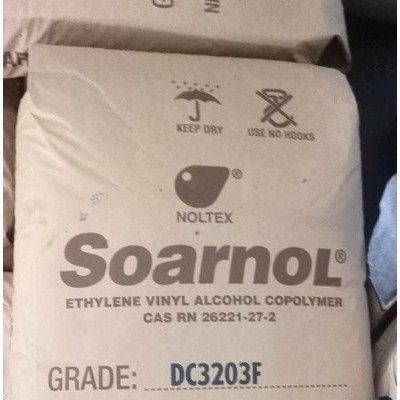 KEEP DRY
USE NO HOOKS
®
NOLTEX
Soarnol®
ETHYLENE VINYL ALCOHOL COPOLYMER
CAS RN 26221-27-2
GRADE: DC3203F